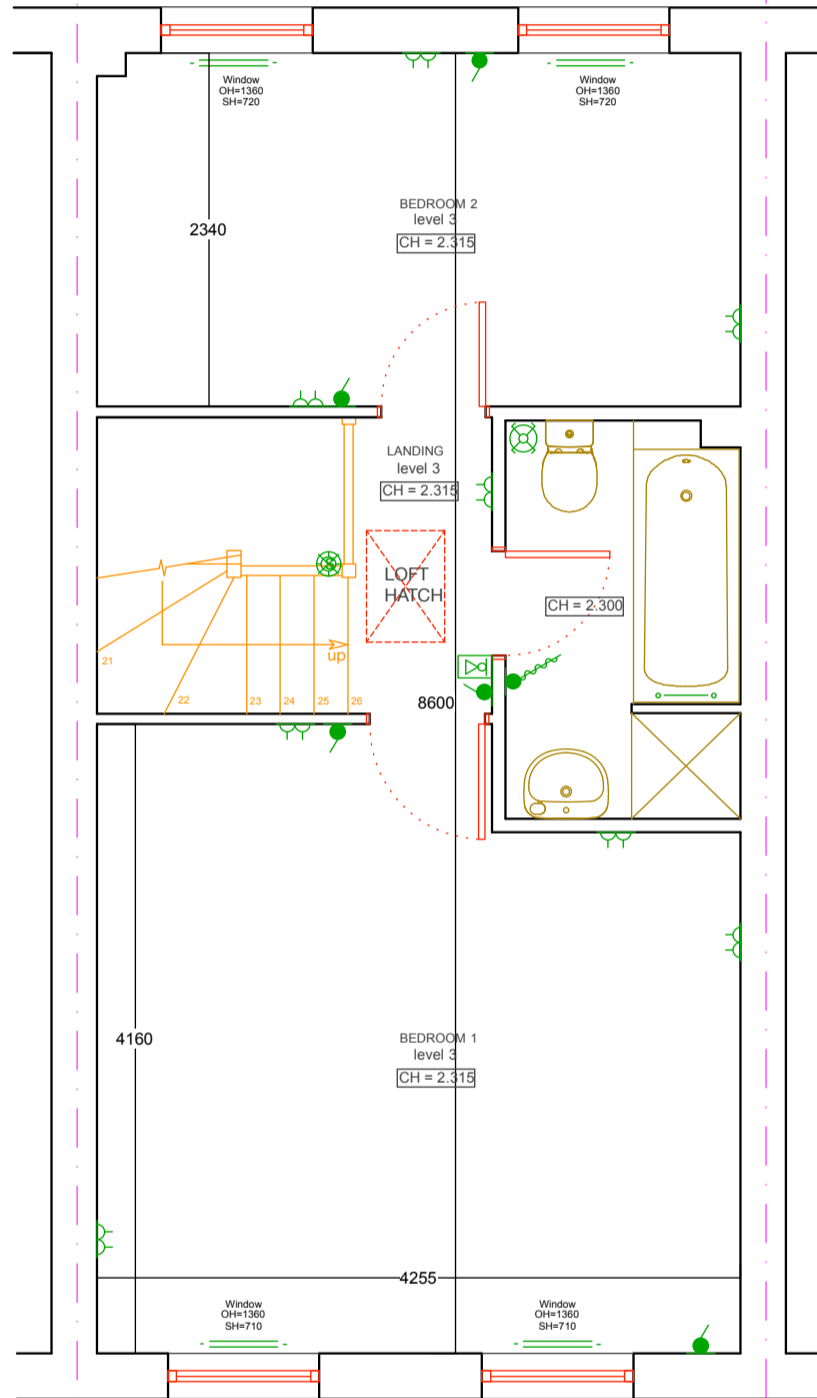 Window
OH=1360
SH=720
Window
OH=1360
SH=720
BEDROOM 2
level 3
CH = 2.315
2340
LANDING
level 3
CH = 2.315
LOFT
HATCH
CH = 2.300
up
21
22
23
24
25
26
8600
4160
BEDROOM 1
level 3
CH = 2.315
4255
Window
OH=1360
SH=710
Window
OH=1360
SH=710